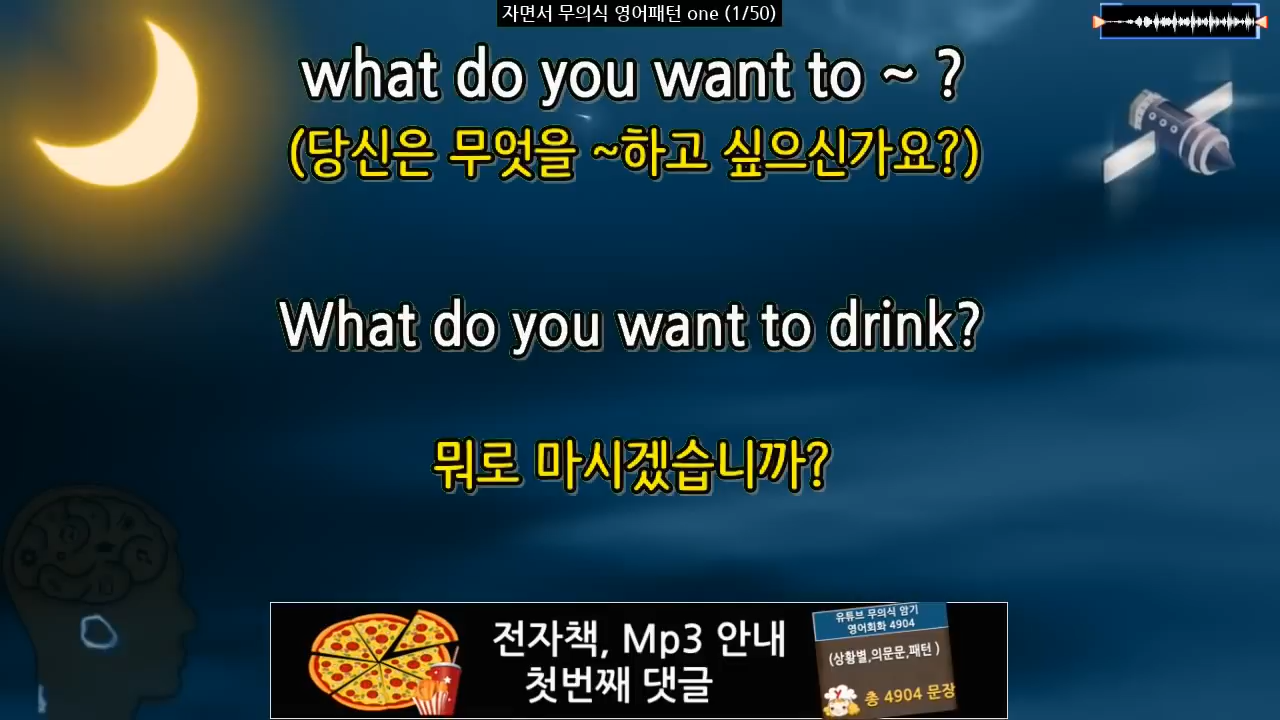 자면서 무의식 영어패턴 one (1/50)
what do you want to ~ ?
(당신은 무엇을 ~하고 싶으신가요?)
What do you want to drink?
뭐로 마시겠습니까?
전자책, Mp3 안내
첫번째 댓글
유튜브 무의식 암기
영어회화 4904
(상황별,의문문,패턴 )
총 4904 문장